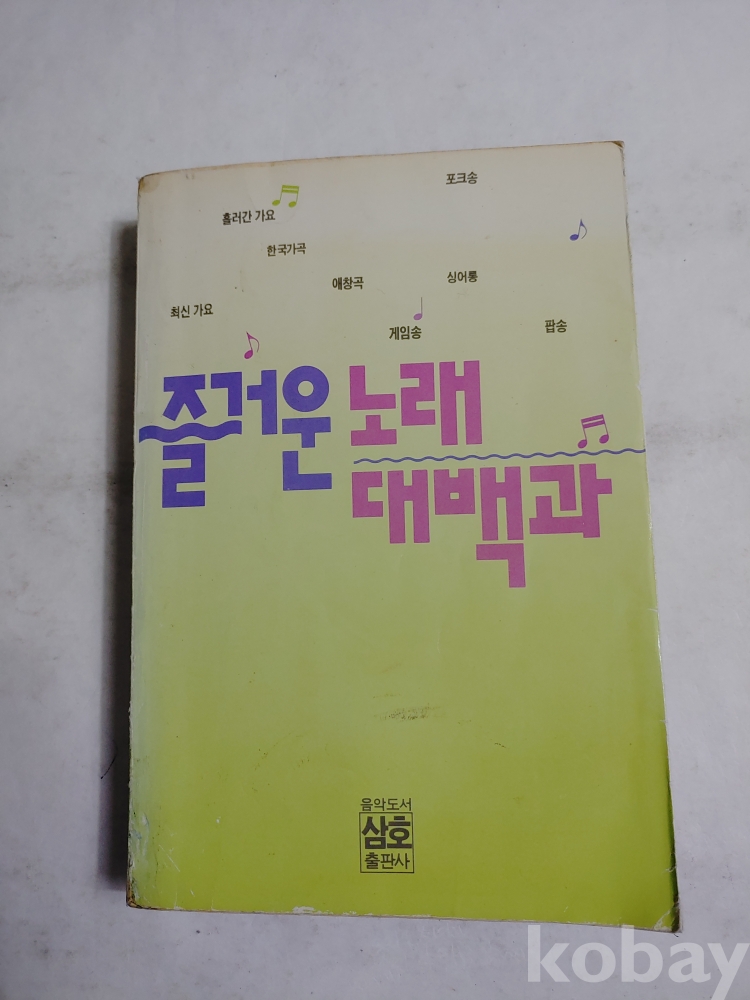 포크송
흘러간 가요
한국가곡
애창곡
싱어롱
최신 가요
게임송
팝송
즐거운 노래
대백과
음악도서
삼호
출판사
kobay